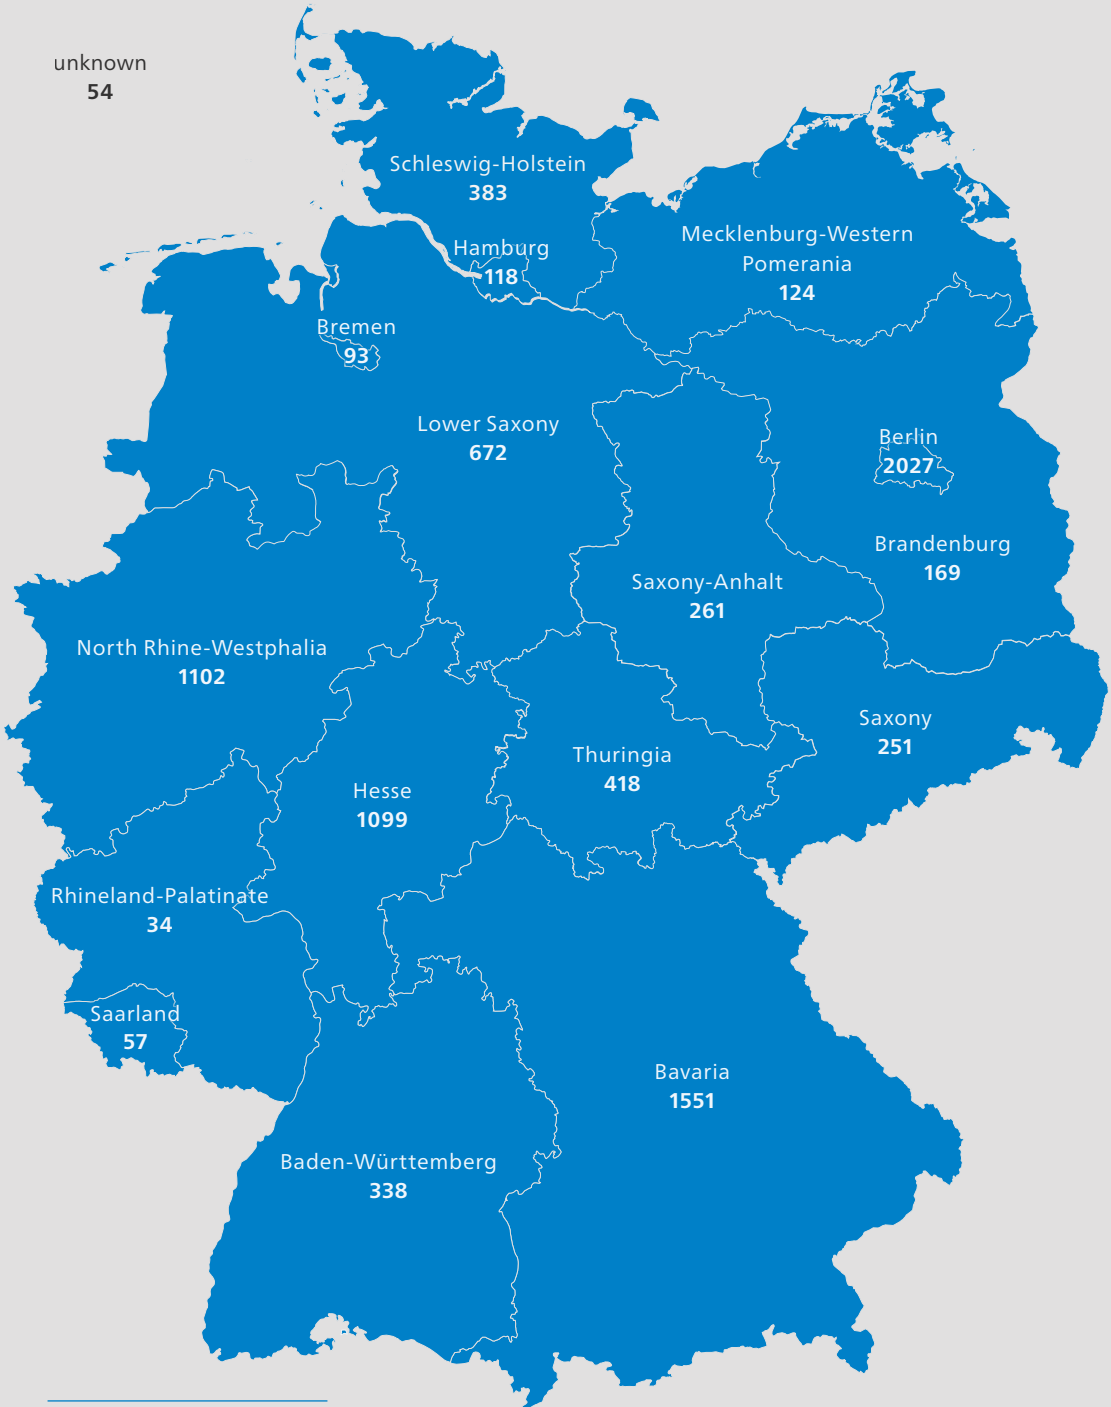 unknown
54
Schleswig-Holstein
383
Hamburg
118
Mecklenburg-Western
Pomerania
124
Bremen
93
Lower Saxony
672
Berlin
2027
Brandenburg
169
Saxony-Anhalt
261
North Rhine-Westphalia
1102
Saxony
251
Thuringia
418
Hesse
1099
Rhineland-Palatinate
34
Saarland
57
Bavaria
1551
Baden-Württemberg
338